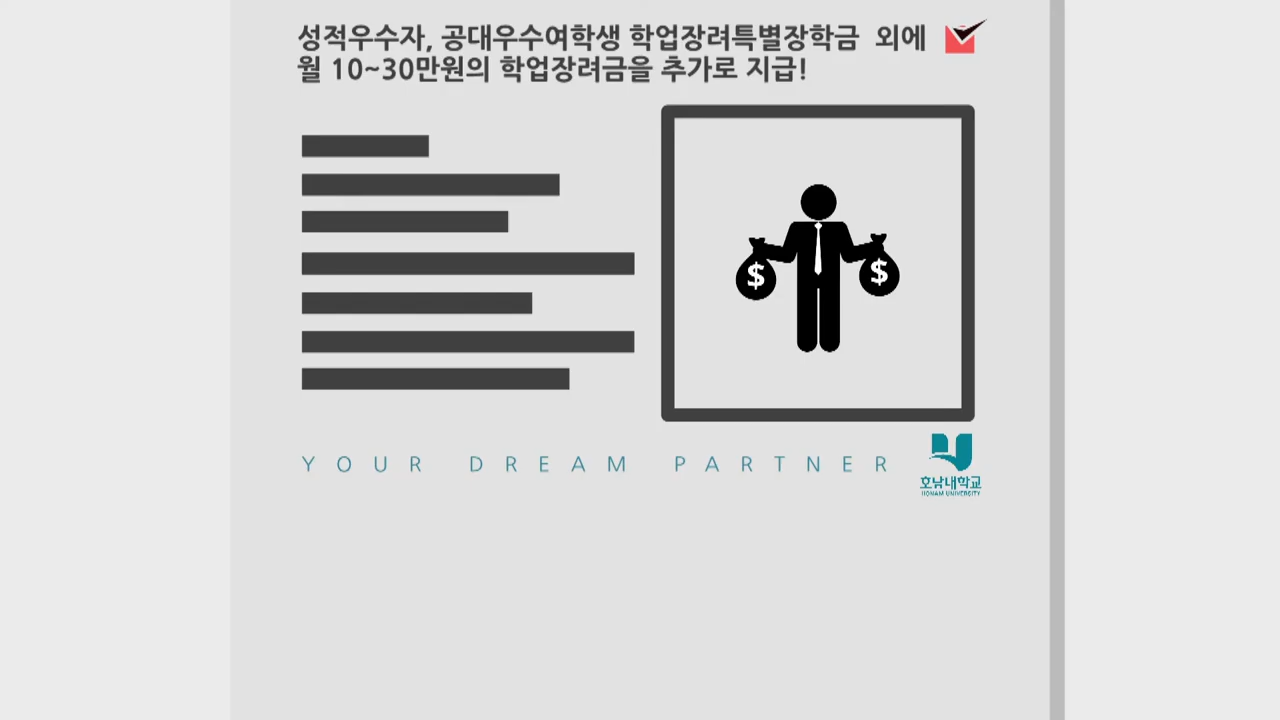 성적우수자, 공대우수여학생 학업장려특별장학금 외에
월 10~30만원의 학업장려금을 추가로 지급!
$ $
YOUR DREAM PARTNER
호남대학교
HONAM UNIVERSITY